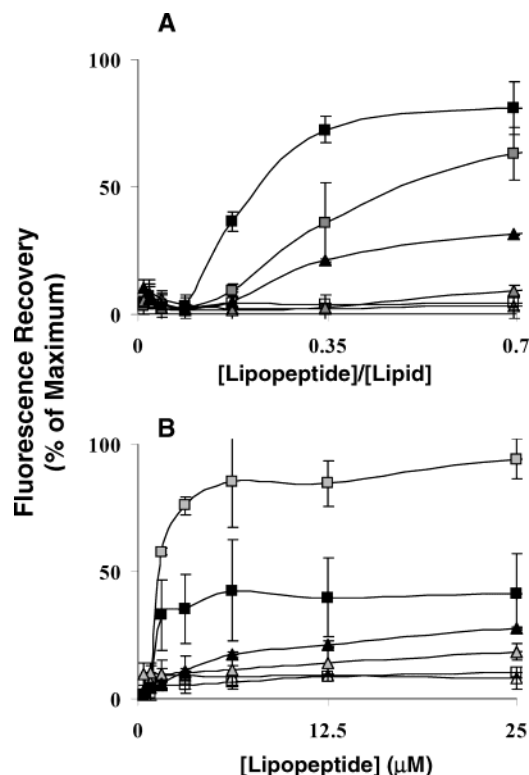 A
100
50
0
0
0.35
0.7
[Lipopeptide]/[Lipid]
Fluorescence Recovery
(% of Maximum)
B
100
50
0
0
12.5
25
[Lipopeptide] (μM)